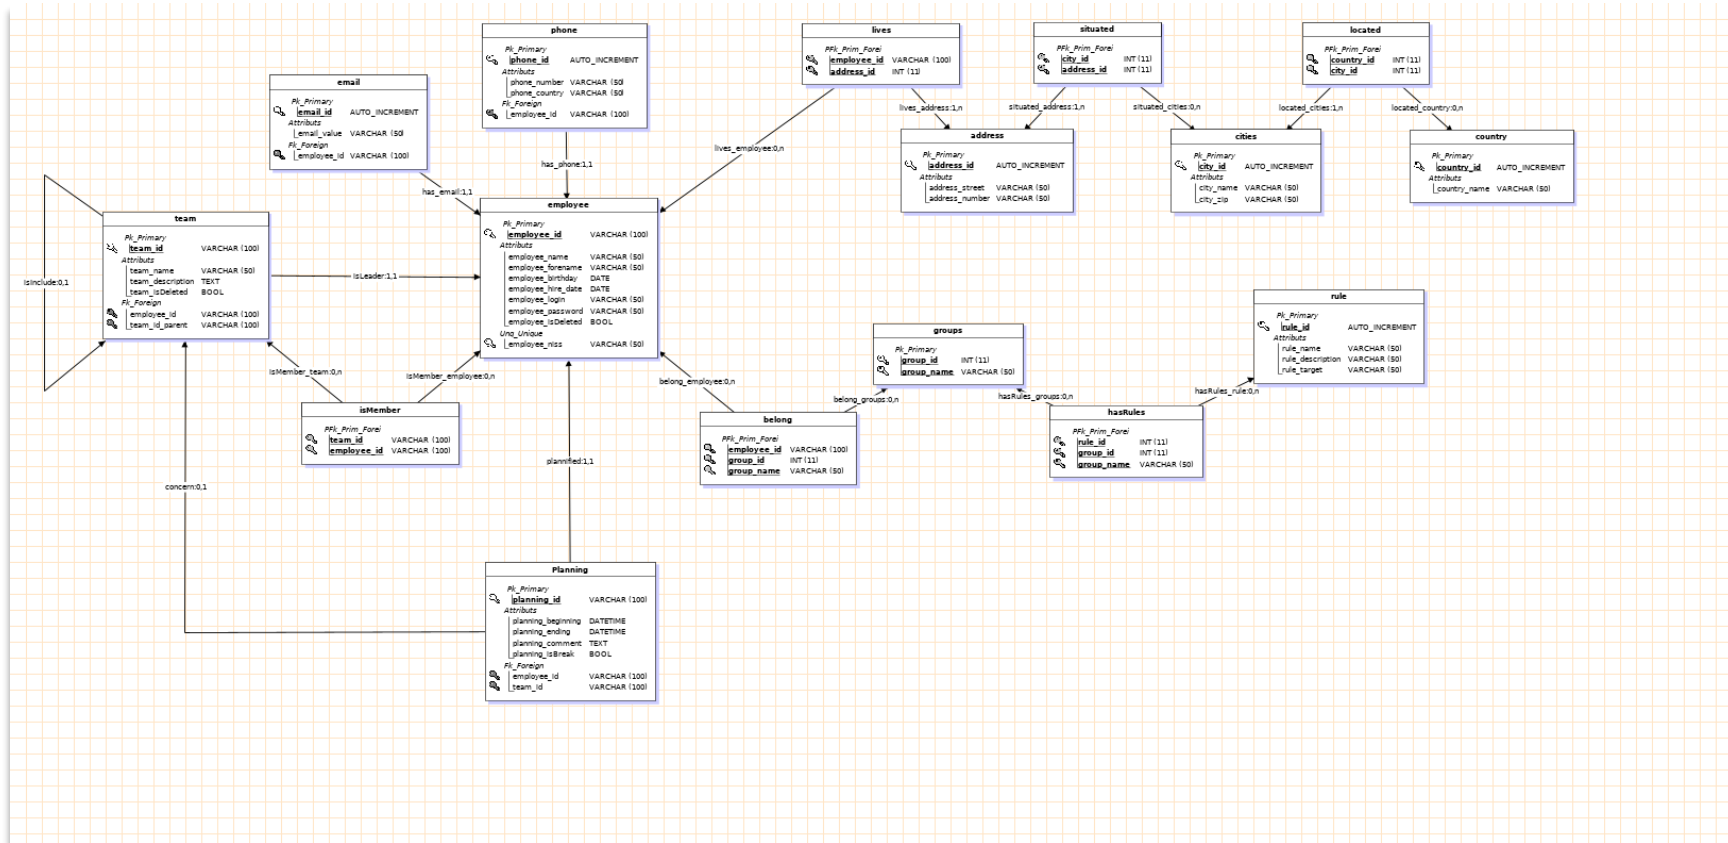 phone
Pk_Primary
phone_id AUTO_INCREMENT
Attributs
phone_number VARCHAR (50)
phone_country VARCHAR (50)
Fk_Foreign
employee_id VARCHAR (100)
lives
PFk_Prim_Forei
employee_id VARCHAR (100)
address_id INT (11)
situated
PFk_Prim_Forei
city_id INT (11)
address_id INT (11)
located
PFk_Prim_Forei
country_id INT (11)
city_id INT (11)
email
Pk_Primary
email_id AUTO_INCREMENT
Attributs
email_value VARCHAR (50)
Fk_Foreign
employee_id VARCHAR (100)
lives_address:1,n
situated_address:1,n
situated_cities:0,n
located_cities:1,n
located_country:0,n
lives_employee:0,n
has_phone:1,1
has_email:1,1
address
Pk_Primary
address_id AUTO_INCREMENT
Attributs
address_street VARCHAR (50)
address_number VARCHAR (50)
cities
Pk_Primary
city_id AUTO_INCREMENT
Attributs
city_name VARCHAR (50)
city_zip VARCHAR (50)
country
Pk_Primary
country_id AUTO_INCREMENT
Attributs
country_name VARCHAR (50)
team
Pk_Primary
team_id VARCHAR (100)
Attributs
team_name VARCHAR (50)
team_description TEXT
team_isDeleted BOOL
Fk_Foreign
employee_id VARCHAR (100)
team_id_parent VARCHAR (100)
isInclude:0,1
isLeader:1,1
employee
Pk_Primary
employee_id VARCHAR (100)
Attributs
employee_name VARCHAR (50)
employee_forename VARCHAR (50)
employee_birthday DATE
employee_hire_date DATE
employee_login VARCHAR (50)
employee_password VARCHAR (50)
employee_isDeleted BOOL
Unq_Unique
employee_niss VARCHAR (50)
groups
Pk_Primary
group_id INT (11)
group_name VARCHAR (50)
rule
Pk_Primary
rule_id AUTO_INCREMENT
Attributs
rule_name VARCHAR (50)
rule_description VARCHAR (50)
rule_target VARCHAR (50)
isMember_team:0,n
isMember_employee:0,n
belong_employee:0,n
belong_groups:0,n
hasRules_groups:0,n
hasRules_rule:0,n
isMember
PFk_Prim_Forei
team_id VARCHAR (100)
employee_id VARCHAR (100)
belong
PFk_Prim_Forei
employee_id VARCHAR (100)
group_id INT (11)
group_name VARCHAR (50)
hasRules
PFk_Prim_Forei
rule_id INT (11)
group_id INT (11)
group_name VARCHAR (50)
plannified:1,1
concern:0,1
Planning
Pk_Primary
planning_id VARCHAR (100)
Attributs
planning_beginning DATETIME
planning_ending DATETIME
planning_comment TEXT
planning_isBreak BOOL
Fk_Foreign
employee_id VARCHAR (100)
team_id VARCHAR (100)